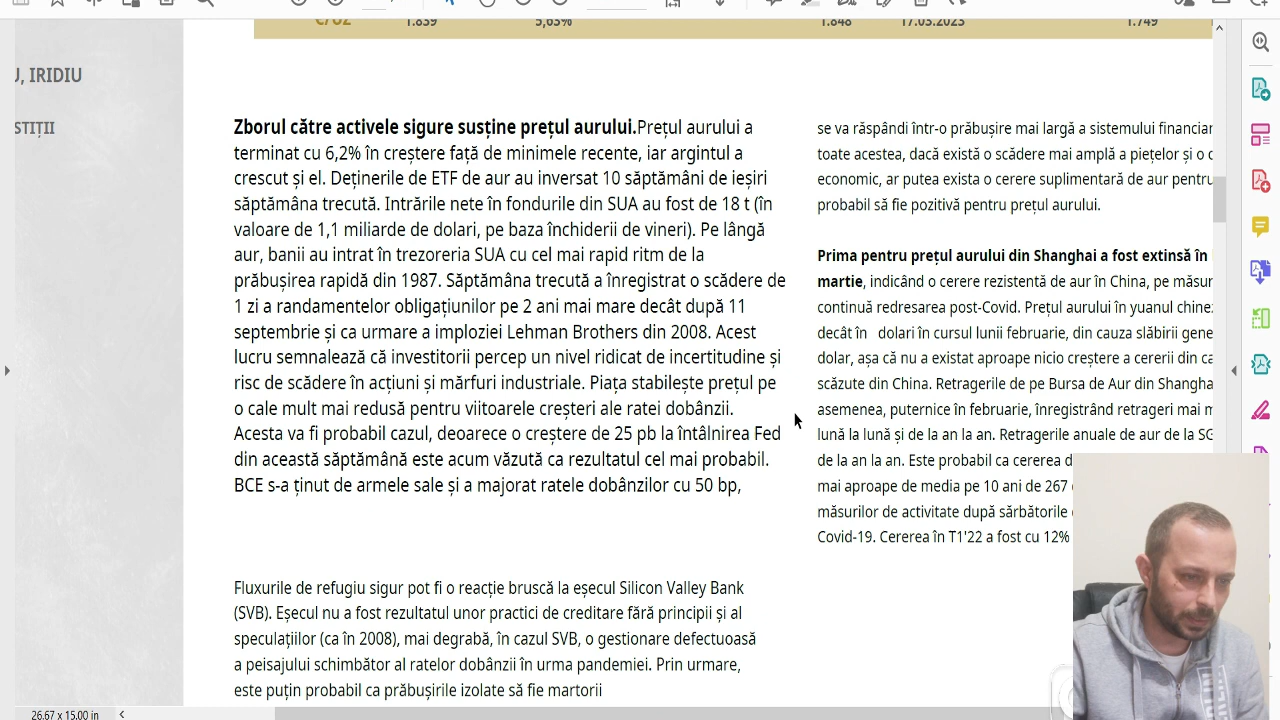 €/OZ 1.839 5,63% 1.848 17.03.2023 1.749
U, IRIDIU
STIȚII
Zborul către activele sigure susține prețul aurului.Prețul aurului a
terminat cu 6,2% în creștere față de minimele recente, iar argintul a
crescut și el. Deținerile de ETF de aur au inversat 10 săptămâni de ieșiri
săptămâna trecută. Intrările nete în fondurile din SUA au fost de 18 t (în
valoare de 1,1 miliarde de dolari, pe baza închiderii de vineri). Pe lângă
aur, banii au intrat în trezoreria SUA cu cel mai rapid ritm de la
prăbușirea rapidă din 1987. Săptămâna trecută a înregistrat o scădere de
1 zi a randamentelor obligațiunilor pe 2 ani mai mare decât după 11
septembrie și ca urmare a imploziei Lehman Brothers din 2008. Acest
lucru semnalează că investitorii percep un nivel ridicat de incertitudine și
risc de scădere în acțiuni și mărfuri industriale. Piața stabilește prețul pe
o cale mult mai redusă pentru viitoarele creșteri ale ratei dobânzii.
Acesta va fi probabil cazul, deoarece o creștere de 25 pb la întâlnirea Fed
din această săptămână este acum văzută ca rezultatul cel mai probabil.
BCE s-a ținut de armele sale și a majorat ratele dobânzilor cu 50 bp,
Fluxurile de refugiu sigur pot fi o reacție bruscă la eșecul Silicon Valley Bank
(SVB). Eșecul nu a fost rezultatul unor practici de creditare fără principii și al
speculațiilor (ca în 2008), mai degrabă, în cazul SVB, o gestionare defectuoasă
a peisajului schimbător al ratelor dobânzii în urma pandemiei. Prin urmare,
este puțin probabil ca prăbușirile izolate să fie martorii
se va răspândi într-o prăbușire mai largă a sistemului financiar
toate acestea, dacă există o scădere mai amplă a piețelor și o
economic, ar putea exista o cerere suplimentară de aur pentru
probabil să fie pozitivă pentru prețul aurului.
Prima pentru prețul aurului din Shanghai a fost extinsă în
martie, indicând o cerere rezistentă de aur în China, pe măsur
continuă redresarea post-Covid. Prețul aurului în yuanul chinez
decât în dolari în cursul lunii februarie, din cauza slăbirii gene
dolar, așa că nu a existat aproape nicio creștere a cererii din ca
scăzute din China. Retragerile de pe Bursa de Aur din Shangha
asemenea, puternice în februarie, înregistrând retrageri mai m
lună la lună și de la an la an. Retragerile anuale de aur de la SG
de la an la an. Este probabil ca cererea d
mai aproape de media pe 10 ani de 267
măsurilor de activitate după sărbătorile
Covid-19. Cererea în T1'22 a fost cu 12%
26.67 x 15.00 in